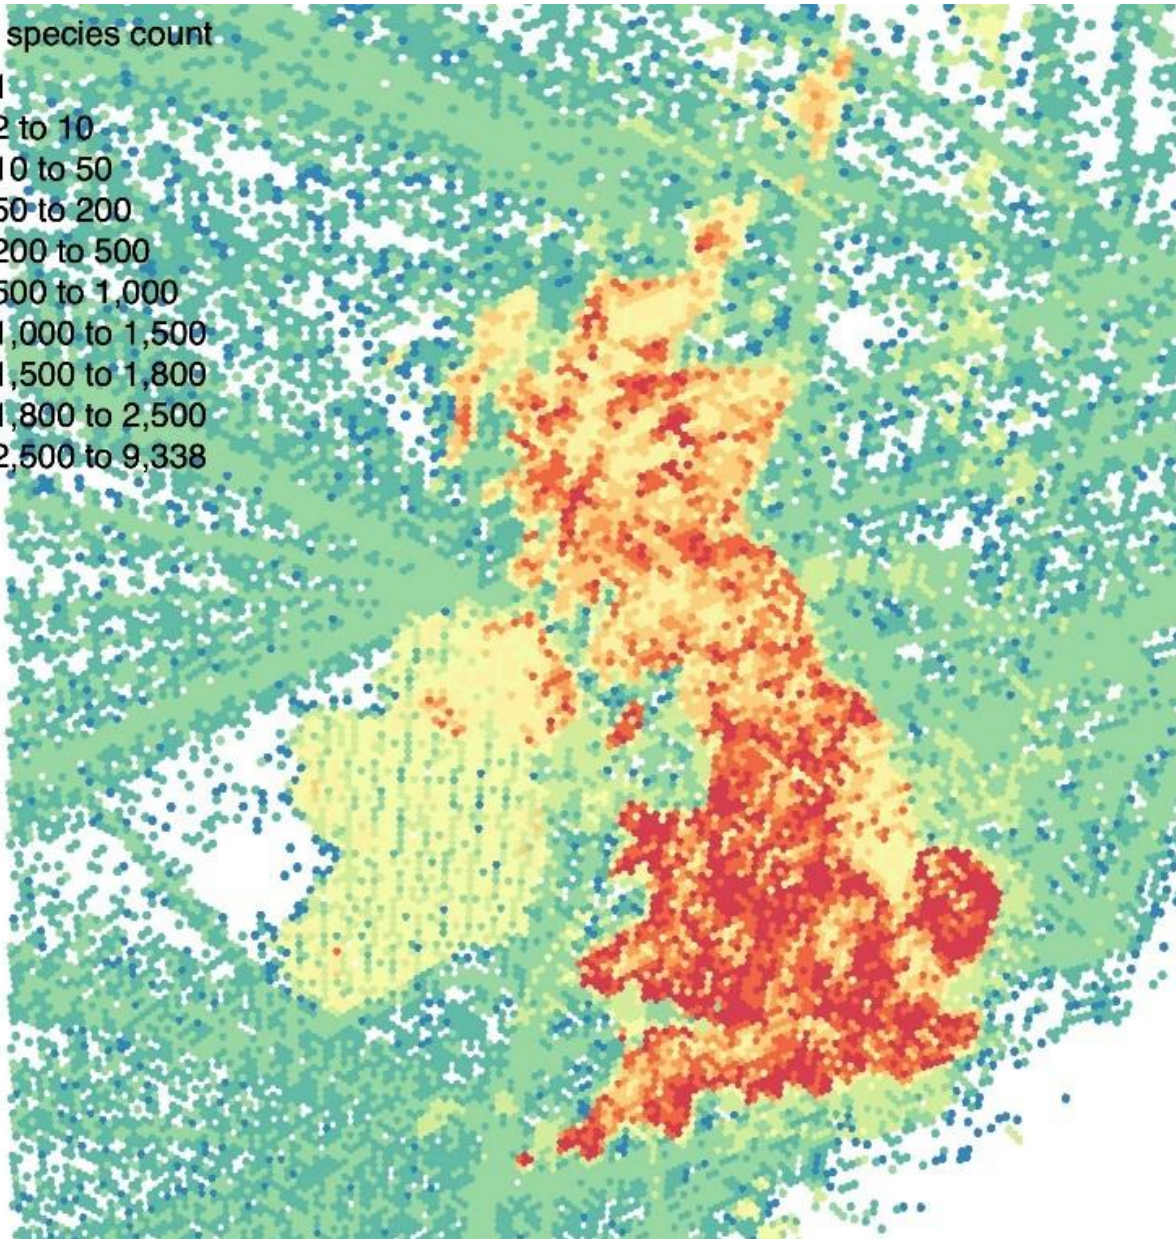 species count
1
2 to 10
10 to 50
50 to 200
200 to 500
500 to 1,000
1,000 to 1,500
1,500 to 1,800
1,800 to 2,500
2,500 to 9,338